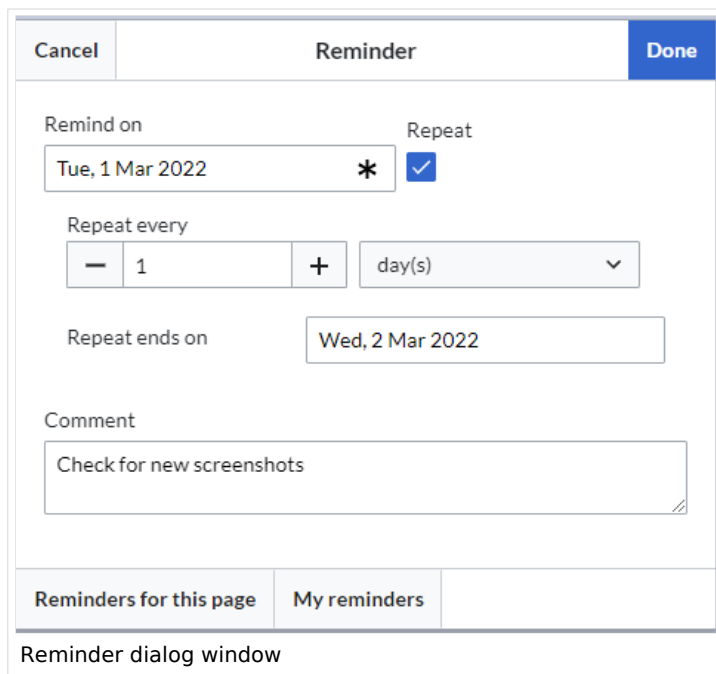 Cancel Reminder Done
Remind on
Repeat
Tue, 1 Mar 2022 *
Repeat every
− 1 + day(s)
Repeat ends on Wed, 2 Mar 2022
Comment
Check for new screenshots
Reminders for this page My reminders
Reminder dialog window